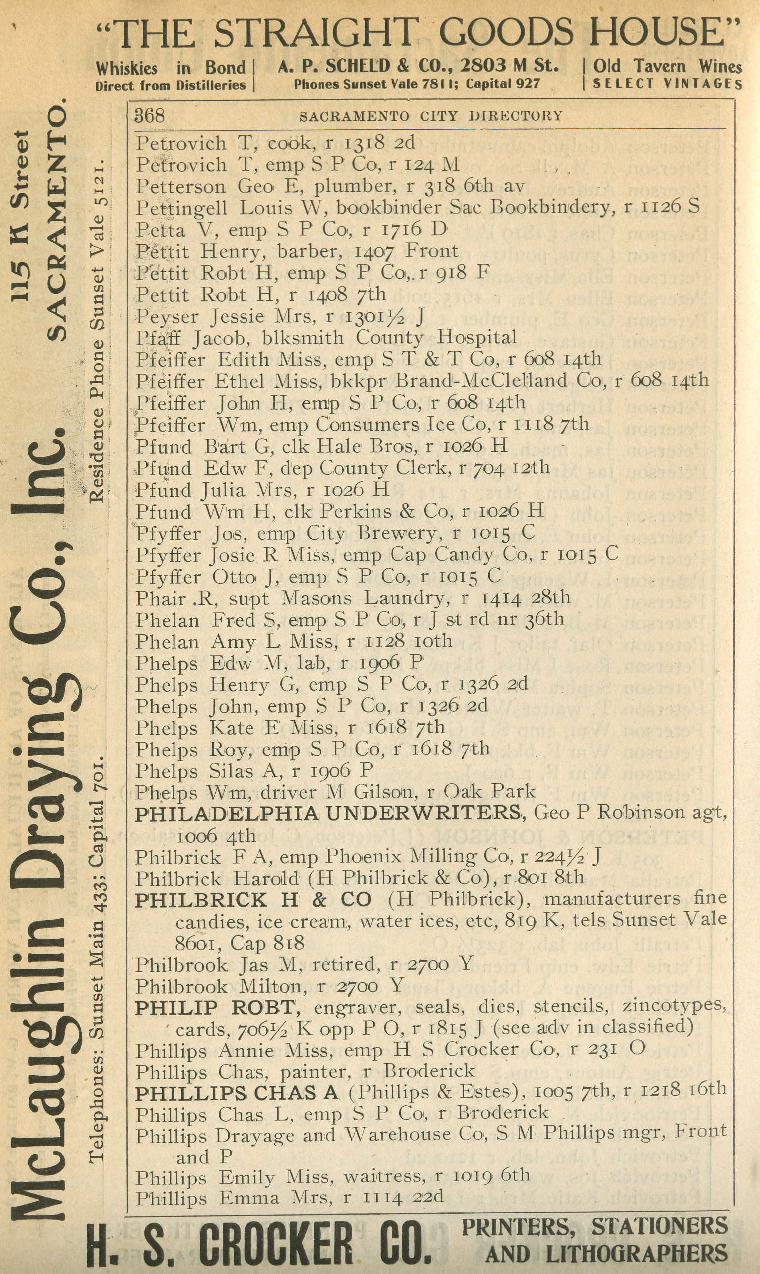 “THE STRAIGHT GOODS HOUSE”
Whiskies in Bond | A. P. SCHELD & CO., 2803 M St. | Old Tavern Wines
Direct from Distilleries | Phones Sunset Vale 7811; Capital 927 | SELECT VINTAGES
368 SACRAMENTO CITY DIRECTORY
Petrovich T, cook, r 1318 2d
Petrovich T, emp S P Co, r 124 M
Petterson Geo E, plumber, r 318 6th av
Pettingell Louis W, bookbinder Sac Bookbindery, r 1126 S
Petta V, emp S P Co, r 1716 D
Pettit Henry, barber, 1407 Front
Pettit Robt H, emp S P Co, r 918 F
Pettit Robt H, r 1408 7th
Peyser Jessie Mrs, r 1301½ J
Pfaff Jacob, blksmith County Hospital
Pfeiffer Edith Miss, emp S T & T Co, r 608 14th
Pfeiffer Ethel Miss, bkkpr Brand-McClelland Co, r 608 14th
Pfeiffer John H, emp S P Co, r 608 14th
Pfeiffer Wm, emp Consumers Ice Co, r 1118 7th
Pfund Bart G, clk Hale Bros, r 1026 H
Pfund Edw F, dep County Clerk, r 704 12th
Pfund Julia Mrs, r 1026 H
Pfund Wm H, clk Perkins & Co, r 1026 H
Pfyffer Jos, emp City Brewery, r 1015 C
Pfyffer Josie R Miss, emp Cap Candy Co, r 1015 C
Pfyffer Otto J, emp S P Co, r 1015 C
Phair .R, supt Masons Laundry, r 1414 28th
Phelan Fred S, emp S P Co, r J st rd nr 36th
Phelan Amy L Miss, r 1128 10th
Phelps Edw M, lab, r 1906 P
Phelps Henry G, emp S P Co, r 1326 2d
Phelps John, emp S P Co, r 1326 2d
Phelps Kate E Miss, r 1618 7th
Phelps Roy, emp S P Co, r 1618 7th
Phelps Silas A, r 1906 P
Phelps Wm, driver M Gilson, r Oak Park
PHILADELPHIA UNDERWRITERS, Geo P Robinson agt,
1006 4th
Philbrick F A, emp Phoenix Milling Co, r 224½ J
Philbrick Harold (H Philbrick & Co), r 801 8th
PHILBRICK H & CO (H Philbrick), manufacturers fine
candies, ice cream, water ices, etc, 819 K, tels Sunset Vale
8601, Cap 818
Philbrook Jas M, retired, r 2700 Y
Philbrook Milton, r 2700 Y
PHILIP ROBT, engraver, seals, dies, stencils, zincotypes,
cards, 706½ K opp P O, r 1815 J (see adv in classified)
Phillips Annie Miss, emp H S Crocker Co, r 231 O
Phillips Chas, painter, r Broderick
PHILLIPS CHAS A (Phillips & Estes), 1005 7th, r 1218 16th
Phillips Chas L, emp S P Co, r Broderick
Phillips Drayage and Warehouse Co, S M Phillips mgr, Front
and P
Phillips Emily Miss, waitress, r 1019 6th
Phillips Emma Mrs, r 1114 22d
McLaughlin Draying Co., Inc.
115 K Street
SACRAMENTO.
Telephones: Sunset Main 433; Capital 701. Residence Phone Sunset Vale 5121.
H. S. CROCKER CO. PRINTERS, STATIONERS
AND LITHOGRAPHERS